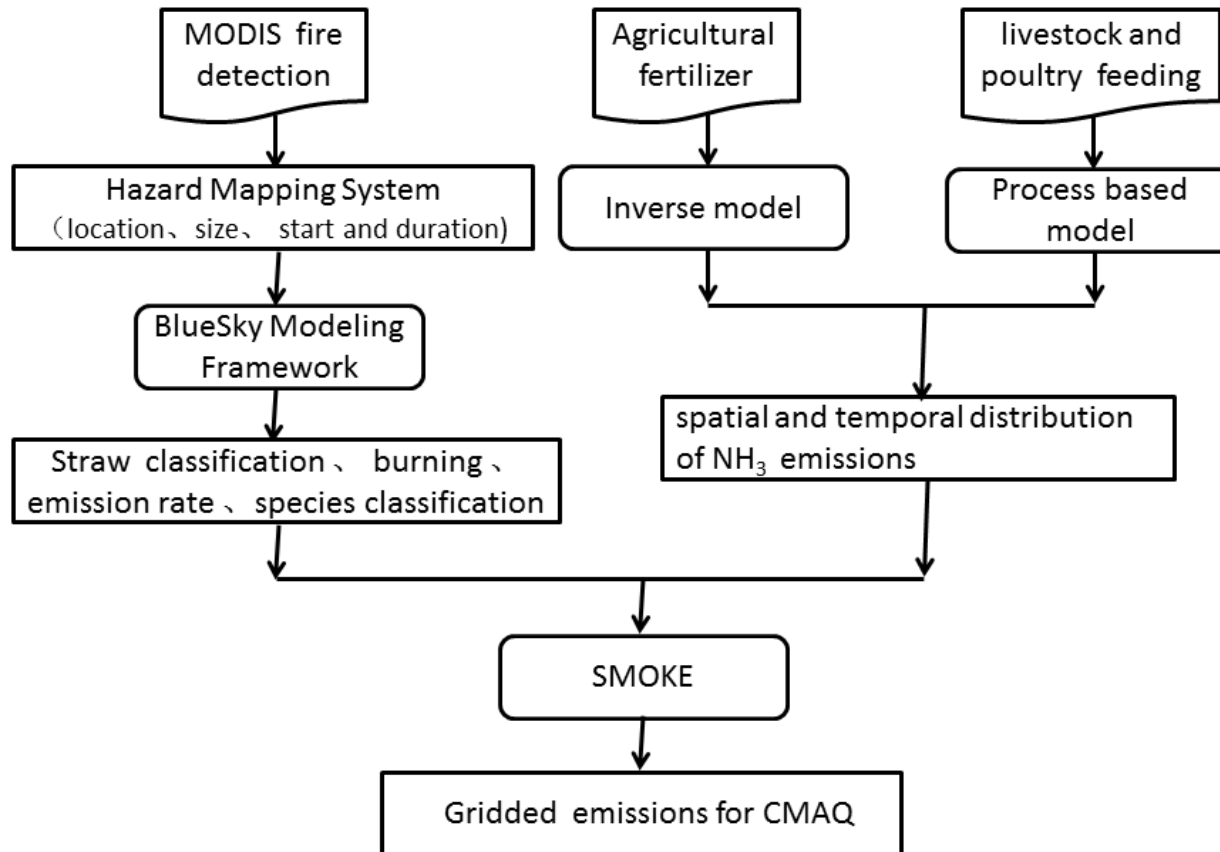 MODIS fire
detection
Agricultural
fertilizer
livestock and
poultry feeding
Hazard Mapping System
（location、size、 start and duration)
Inverse model
Process based
model
BlueSky Modeling
Framework
spatial and temporal distribution
of NH₃ emissions
Straw classification 、 burning 、
emission rate 、 species classification
SMOKE
Gridded emissions for CMAQ